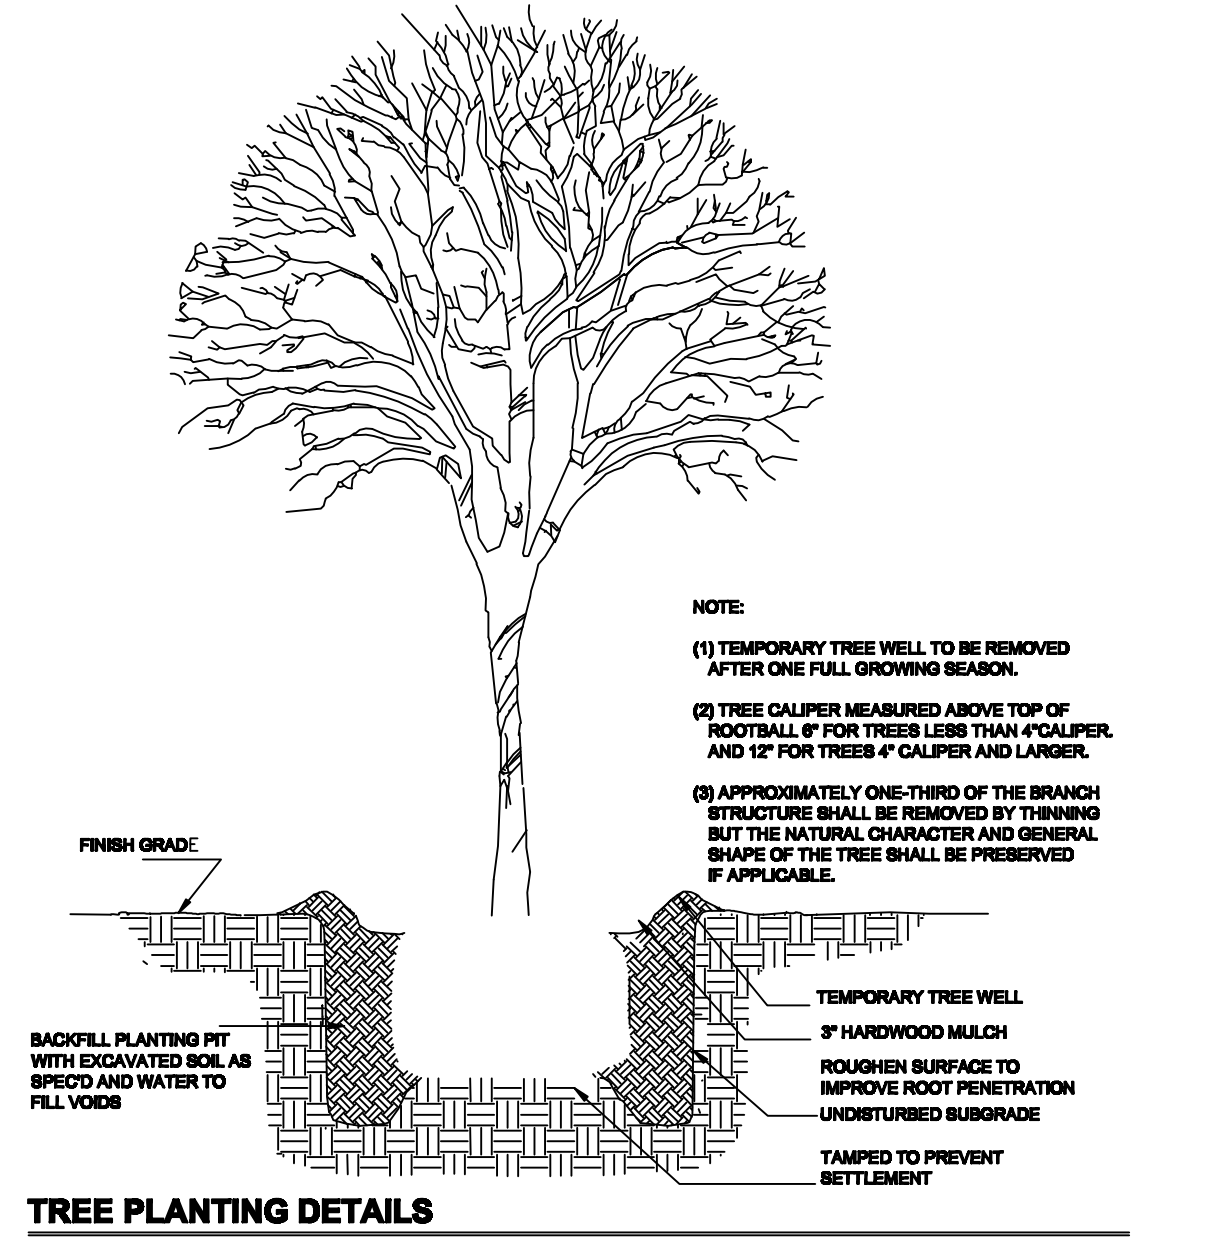 NOTE:
(1) TEMPORARY TREE WELL TO BE REMOVED
AFTER ONE FULL GROWING SEASON.
(2) TREE CALIPER MEASURED ABOVE TOP OF
ROOTBALL 6" FOR TREES LESS THAN 4"CALIPER.
AND 12" FOR TREES 4" CALIPER AND LARGER.
(3) APPROXIMATELY ONE-THIRD OF THE BRANCH
STRUCTURE SHALL BE REMOVED BY THINNING
BUT THE NATURAL CHARACTER AND GENERAL
SHAPE OF THE TREE SHALL BE PRESERVED
IF APPLICABLE.
FINISH GRADE
TEMPORARY TREE WELL
3" HARDWOOD MULCH
BACKFILL PLANTING PIT
WITH EXCAVATED SOIL AS
SPEC'D AND WATER TO
FILL VOIDS
ROUGHEN SURFACE TO
IMPROVE ROOT PENETRATION
UNDISTURBED SUBGRADE
TAMPED TO PREVENT
SETTLEMENT
TREE PLANTING DETAILS